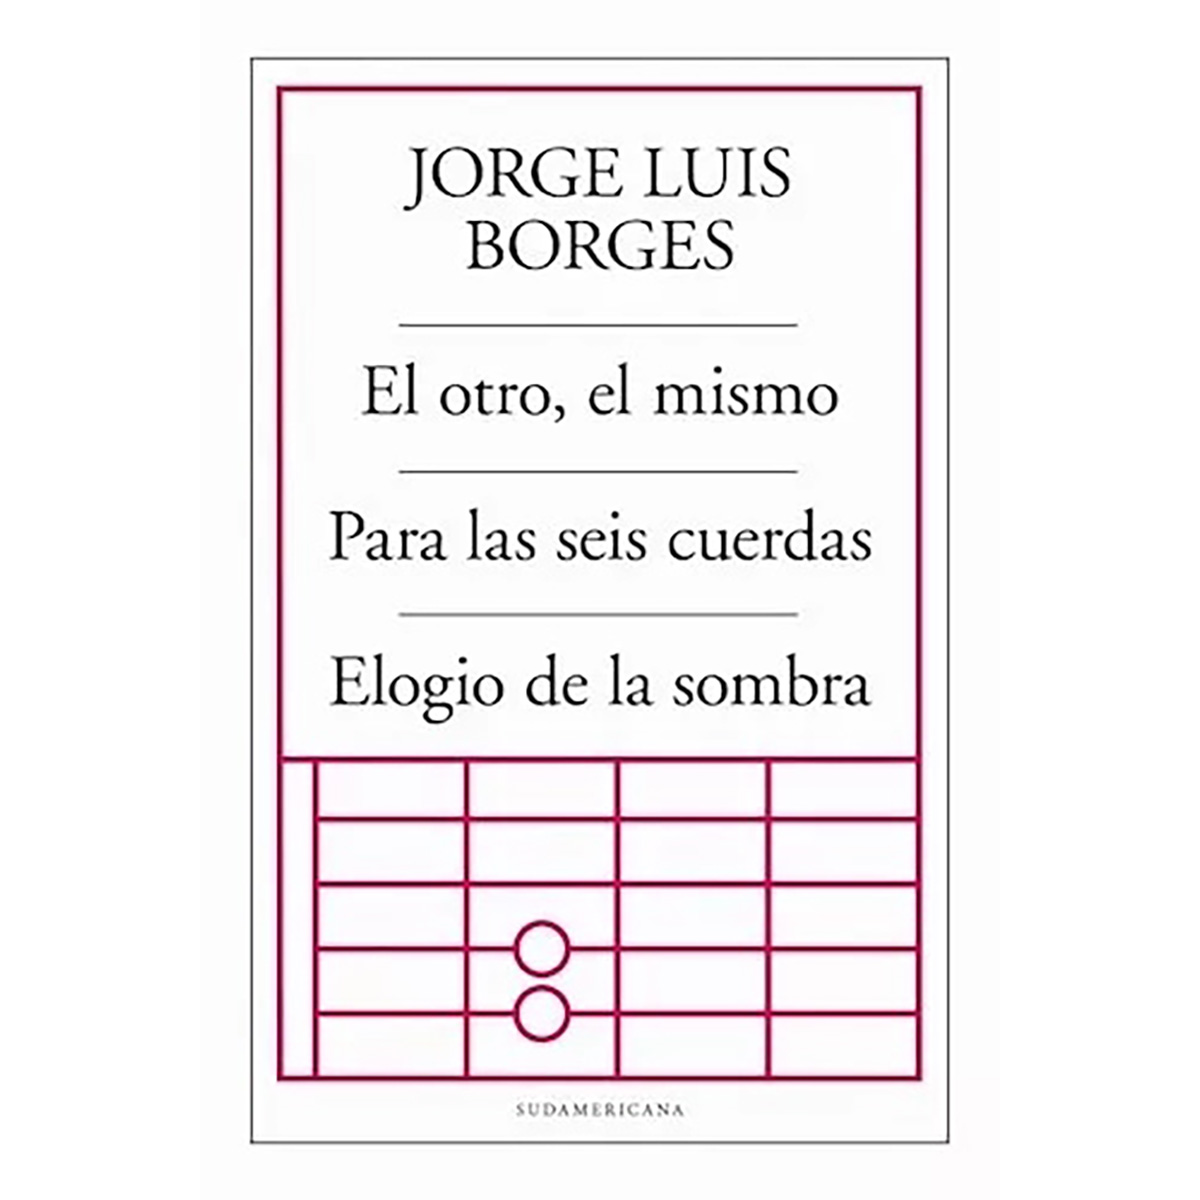 JORGE LUIS
BORGES
El otro, el mismo
Para las seis cuerdas
Elogio de la sombra
SUDAMERICANA